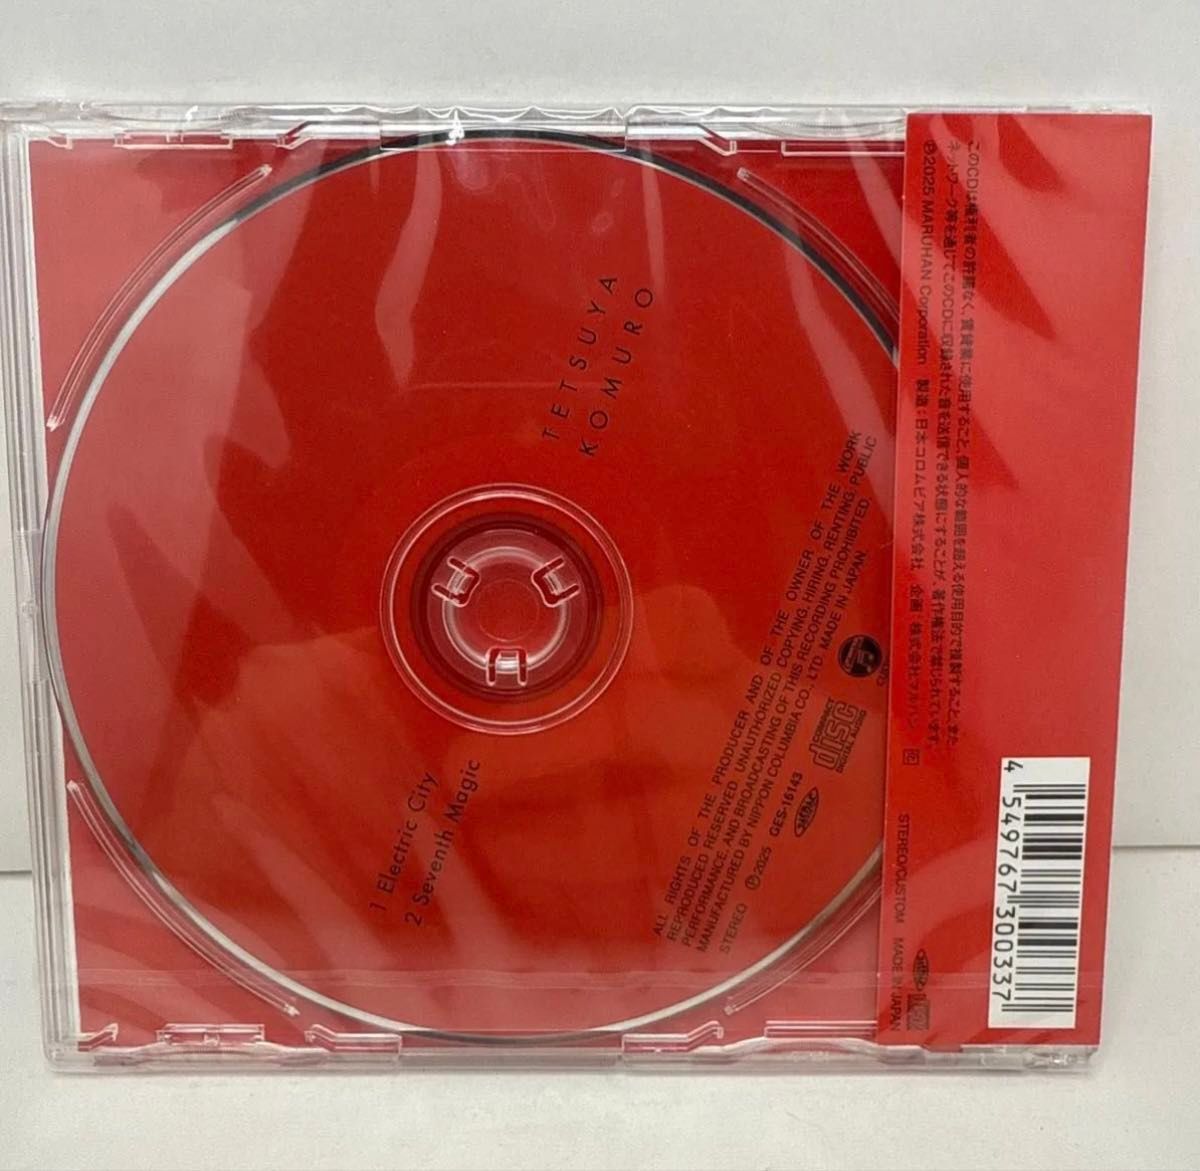 TETSUYA
KOMURO
1 Electric City
2 Seventh Magic
ALL RIGHTS OF THE PRODUCER AND OF THE OWNER OF THE WORK
REPRODUCED RESERVED. UNAUTHORIZED COPYING, HIRING, RENTING, PUBLIC
PERFORMANCE, AND BROADCASTING OF THIS RECORDING PROHIBITED.
MANUFACTURED BY NIPPON COLUMBIA CO., LTD. MADE IN JAPAN.
STEREO ℗2025 GES-16143
COMPACT
disc
DIGITAL AUDIO
このCDは権利者の許諾なく、賃貸業に使用すること、個人的な範囲を超える使用目的で複製すること、また、
ネットワーク等を通じてこのCDに収録された音を送信できる状態にすることが、著作権法で禁じられています。
℗2025 MARUHAN Corporation 製造:日本コロムビア株式会社 企画:株式会社マルハン
STEREO/CUSTOM MADE IN JAPAN
4 549767 300337